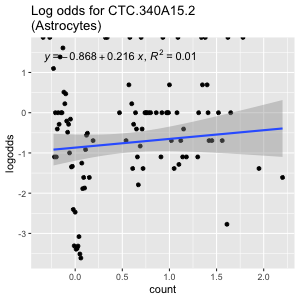 Log odds for CTC.340A15.2
(Astrocytes)
y = − 0.868 + 0.216 x, R² = 0.01
logodds
1
0
-1
-2
-3
0.0 0.5 1.0 1.5 2.0
count